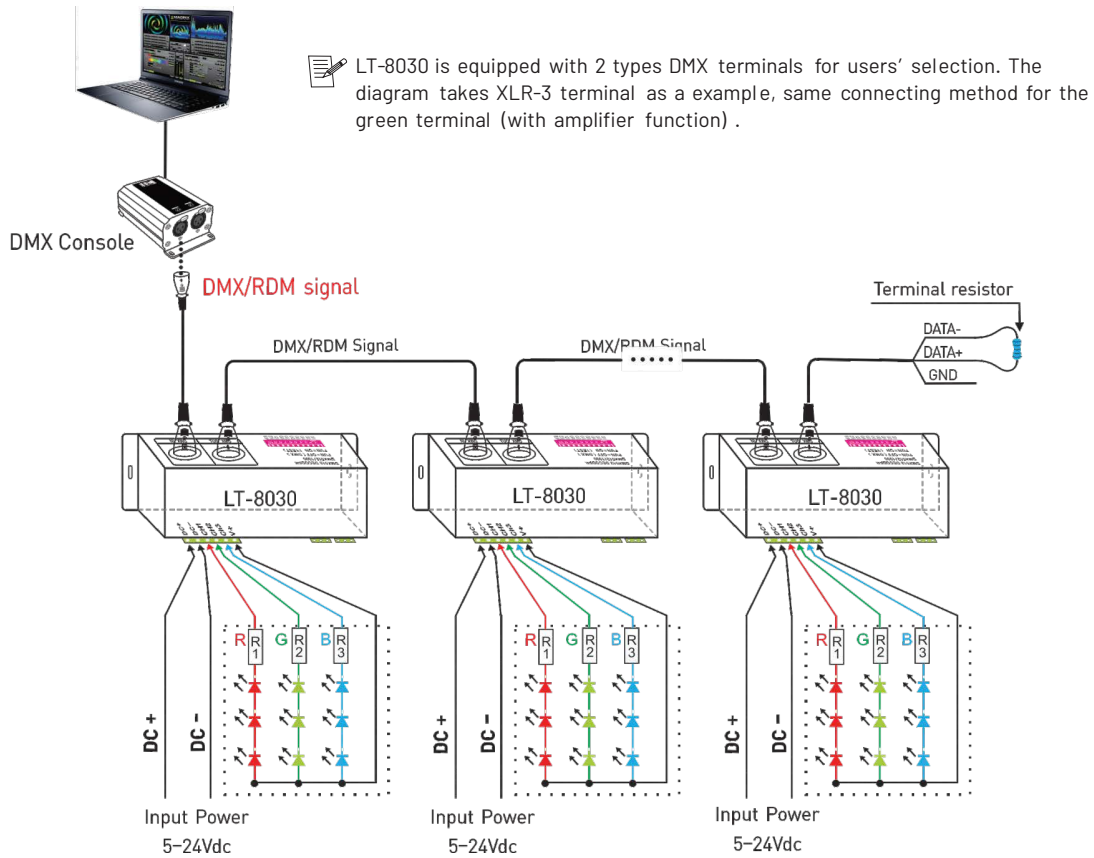 LT-8030 is equipped with 2 types DMX terminals for users' selection. The
diagram takes XLR-3 terminal as a example, same connecting method for the
green terminal (with amplifier function) .
DMX Console
DMX/RDM signal
Terminal resistor
DMX/RDM Signal
DMX/RDM Signal
DATA-
DATA+
GND
LT-8030
LT-8030
LT-8030
R R1 G R2 B R3
R R1 G R2 B R3
R R1 G R2 B R3
DC +
DC -
DC +
DC -
DC +
DC -
Input Power
5-24Vdc
Input Power
5-24Vdc
Input Power
5-24Vdc